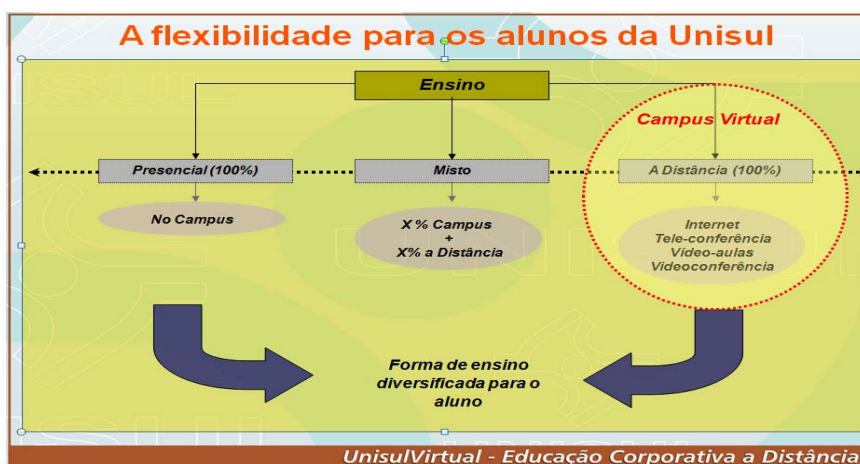 A flexibilidade para os alunos da Unisul
Ensino
Campus Virtual
Presencial (100%)
Misto
A Distância (100%)
No Campus
X % Campus
+
X% a Distância
Internet
Tele-conferência
Vídeo-aulas
Videoconferência
Forma de ensino
diversificada para o
aluno
UnisulVirtual - Educação Corporativa a Distância